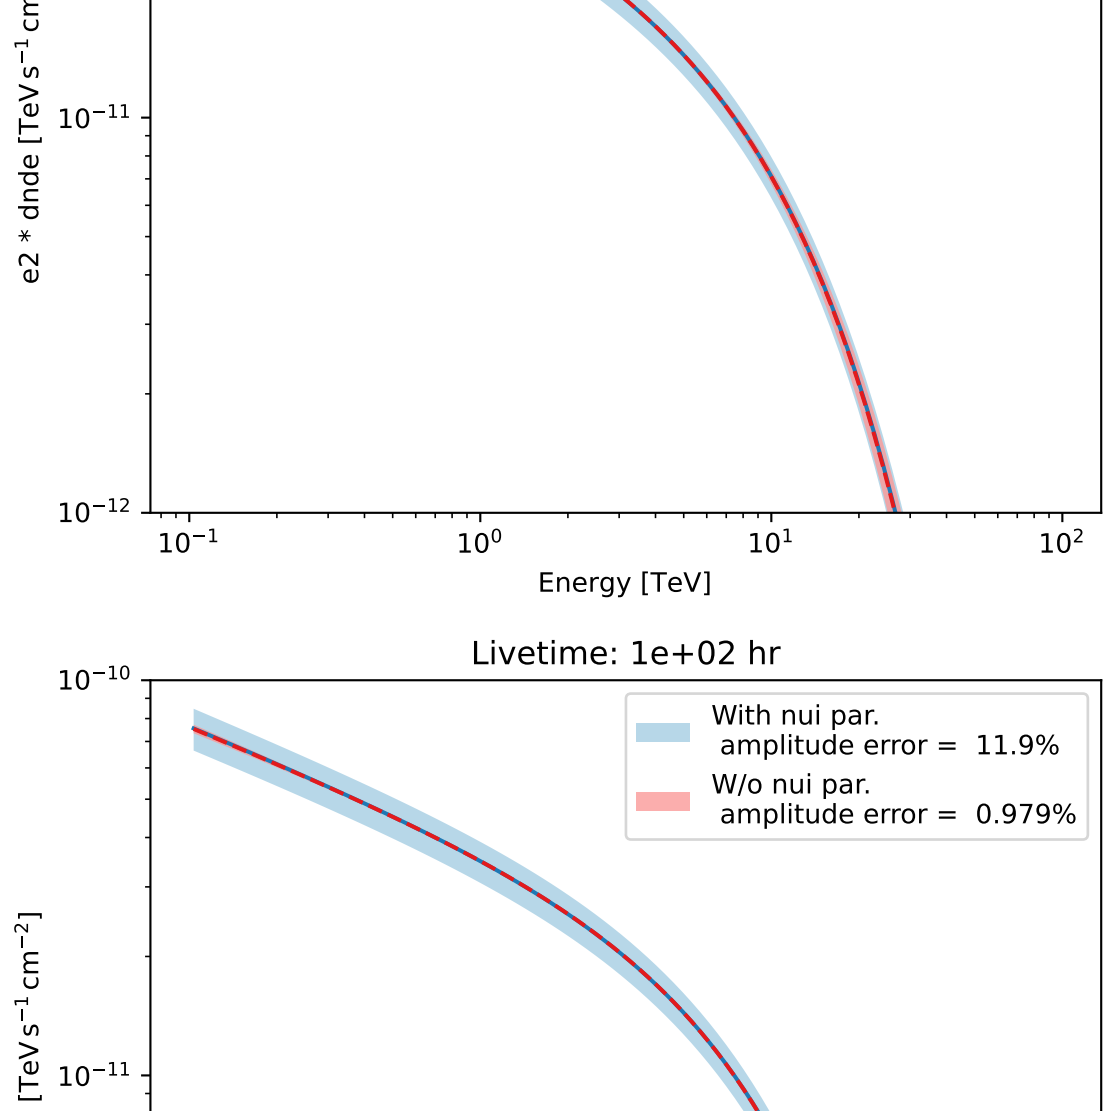 e2 * dnde [TeV s⁻¹ cm
10⁻¹¹
10⁻¹²
10⁻¹ 10⁰ 10¹ 10²
Energy [TeV]
Livetime: 1e+02 hr
10⁻¹⁰
With nui par.
amplitude error = 11.9%
W/o nui par.
amplitude error = 0.979%
[TeV s⁻¹ cm⁻²]
10⁻¹¹